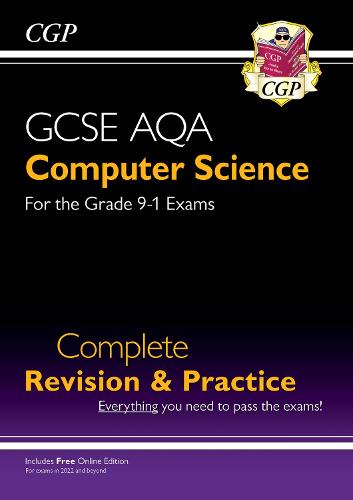 CGP
CGP
CGP
GCSE AQA
Computer Science
For the Grade 9-1 Exams
Complete
Revision & Practice
Everything you need to pass the exams!
Includes Free Online Edition
For exams in 2022 and beyond